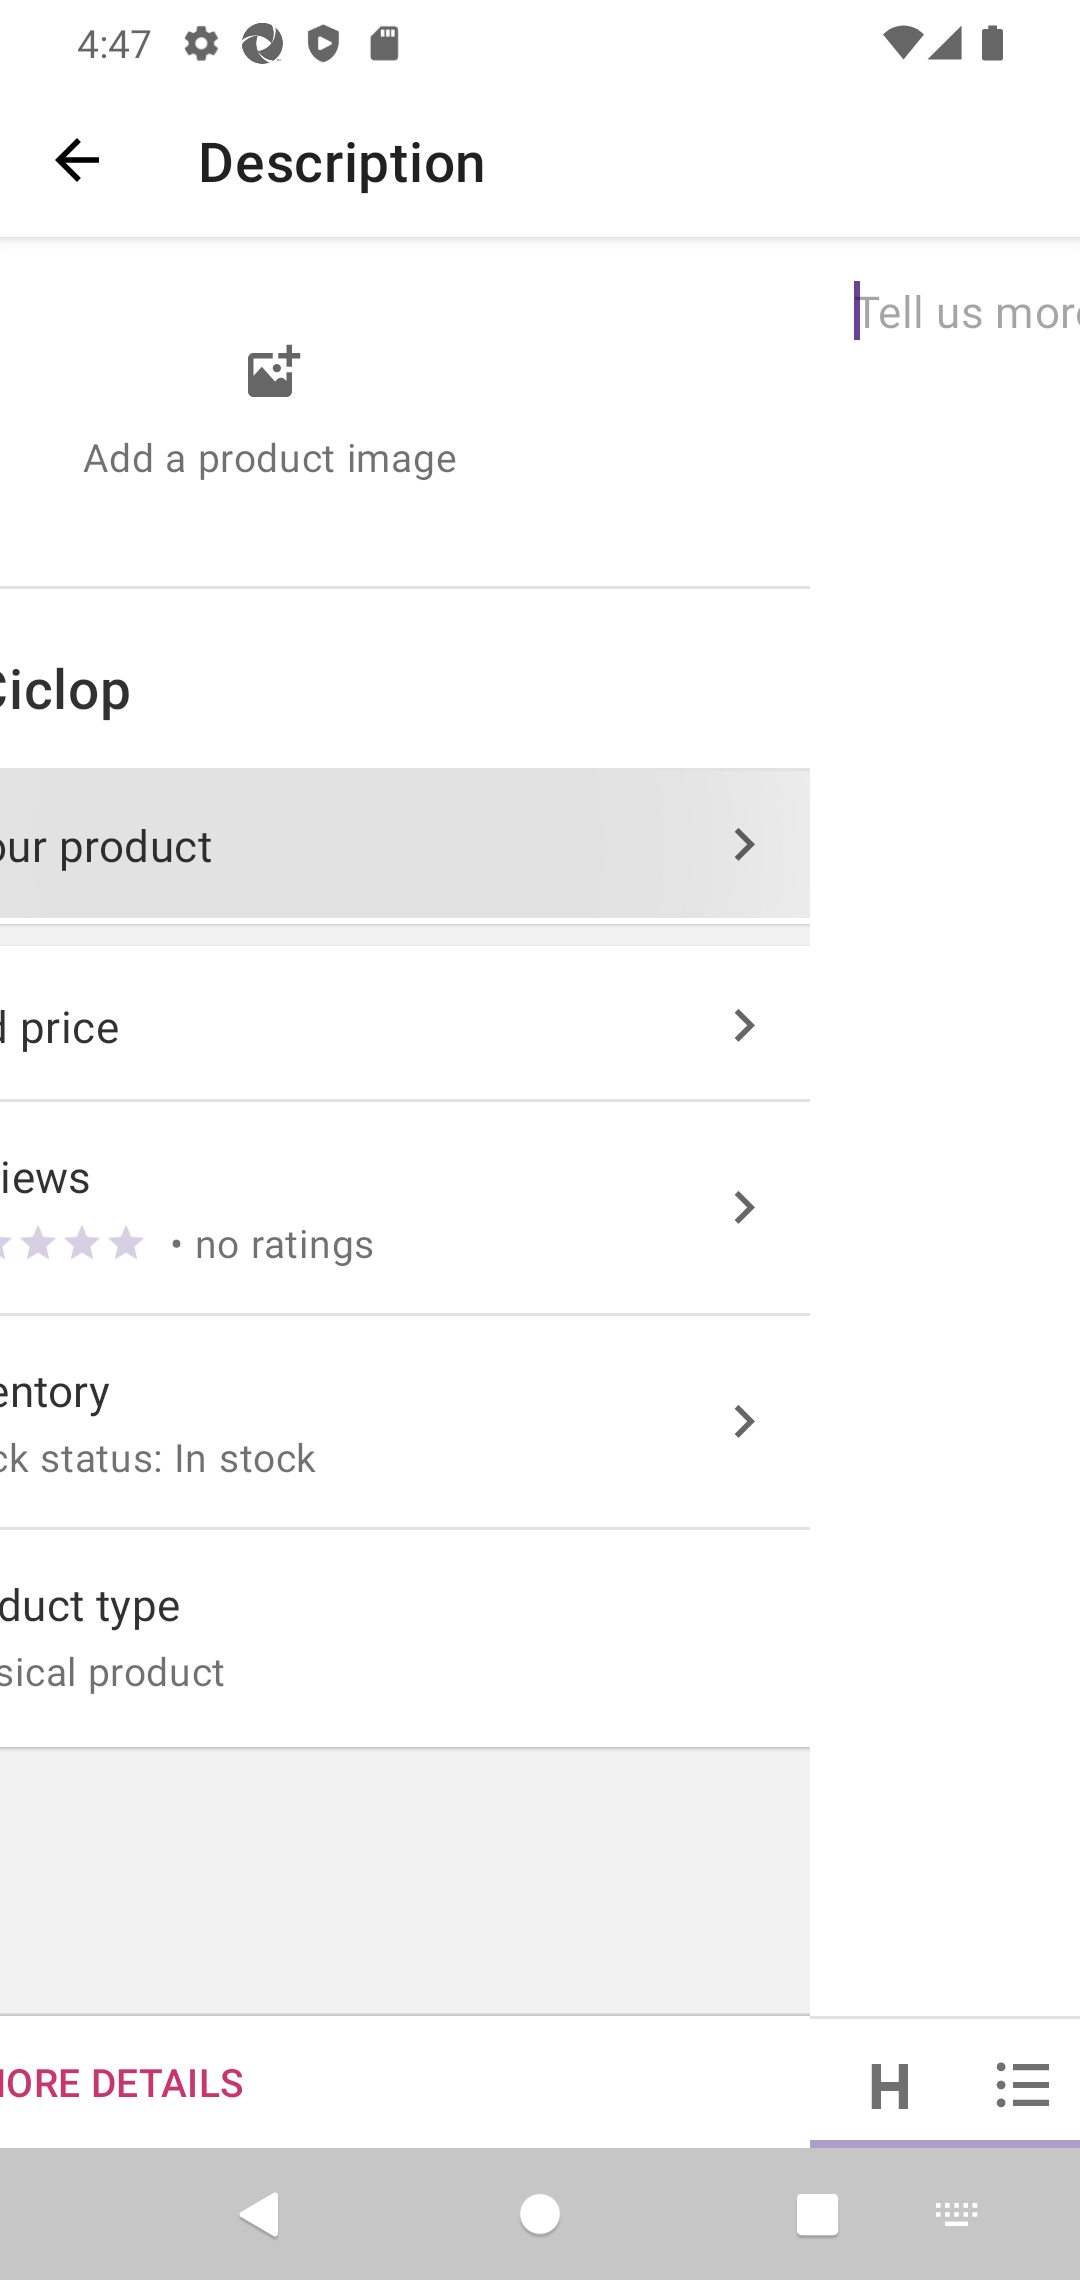 4:47
Description
Tell us more
Add a product image
Ciclop
our product
d price
iews
• no ratings
entory
ck status: In stock
duct type
sical product
MORE DETAILS
H